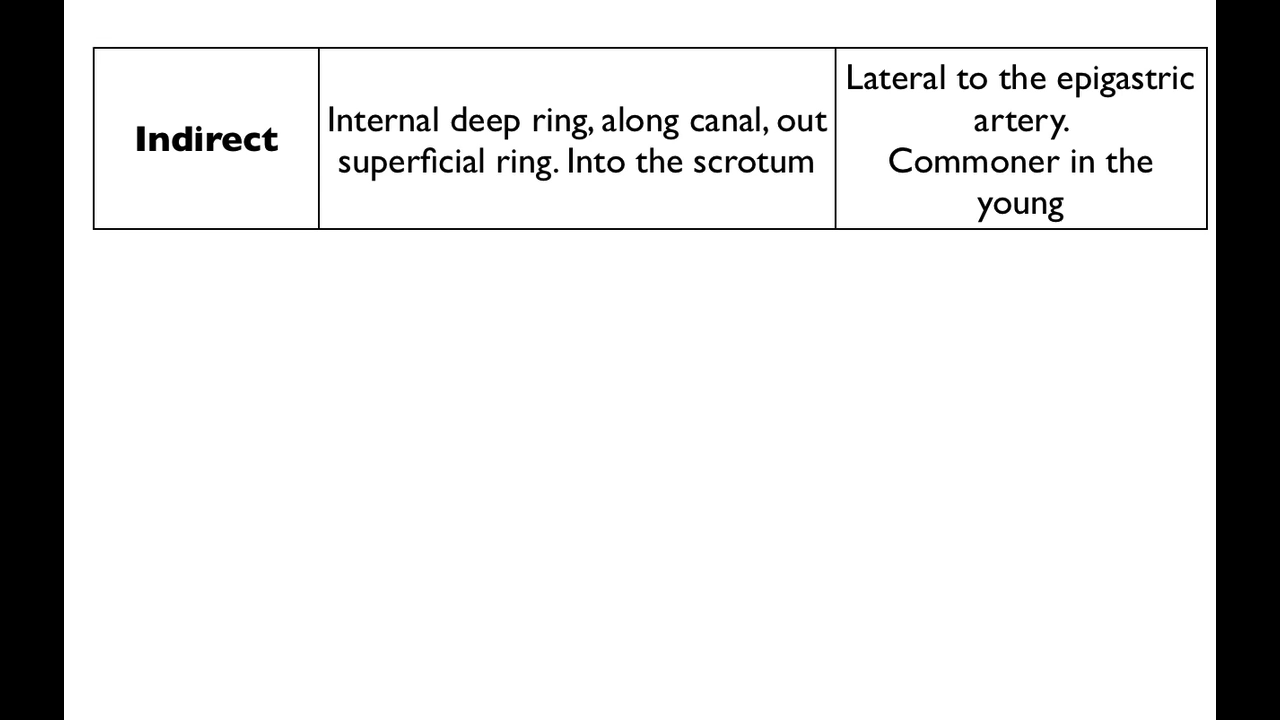 Indirect
Internal deep ring, along canal, out
superficial ring. Into the scrotum
Lateral to the epigastric
artery.
Commoner in the
young